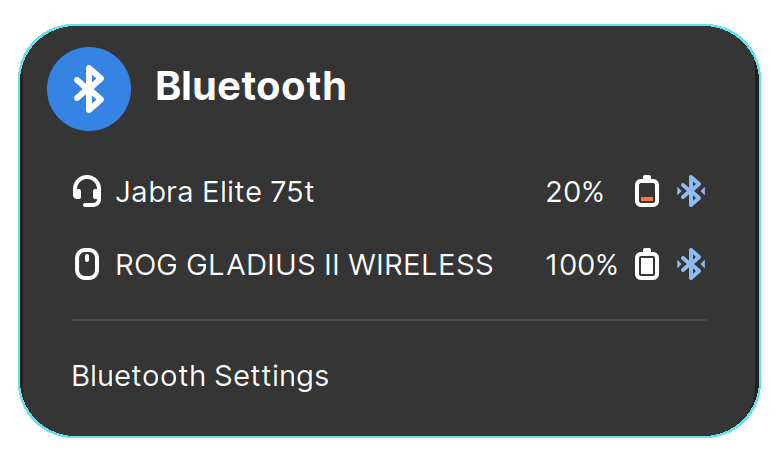 Bluetooth
Jabra Elite 75t 20%
ROG GLADIUS II WIRELESS 100%
Bluetooth Settings